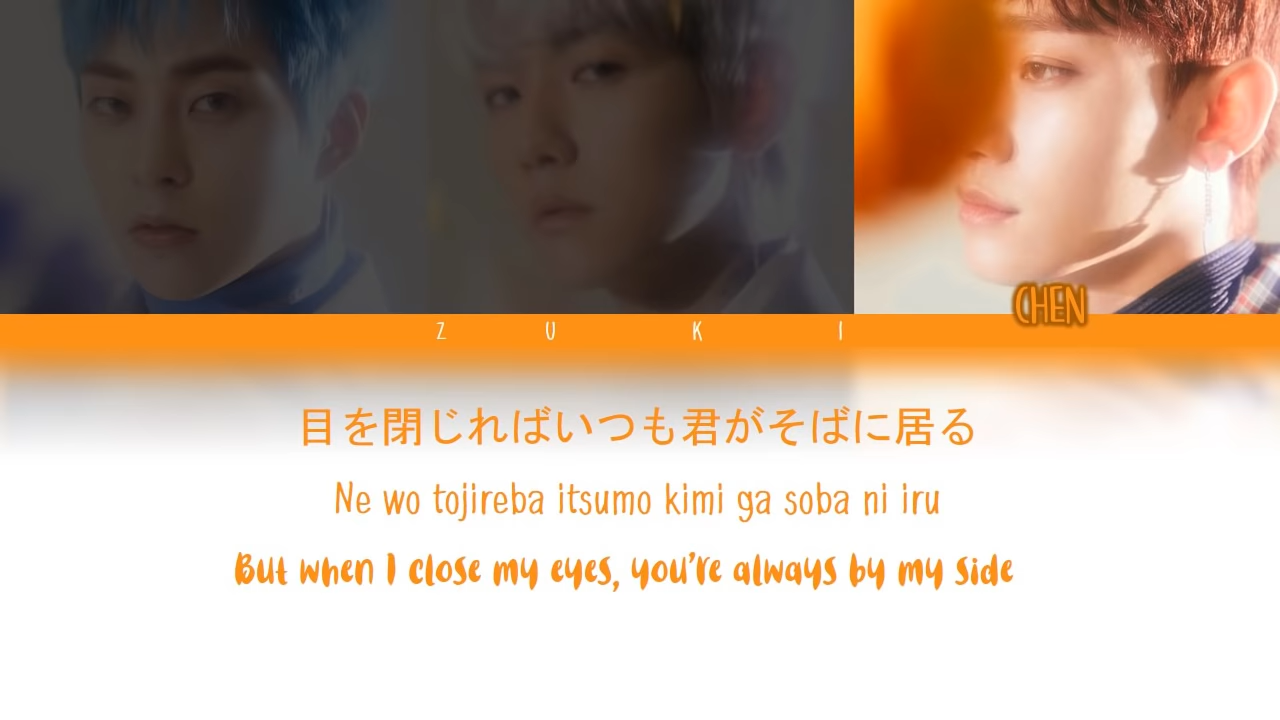 CHEN
Z U K I
目を閉じればいつも君がそばに居る
Ne wo tojireba itsumo kimi ga soba ni iru
But when I close my eyes, you're always by my side